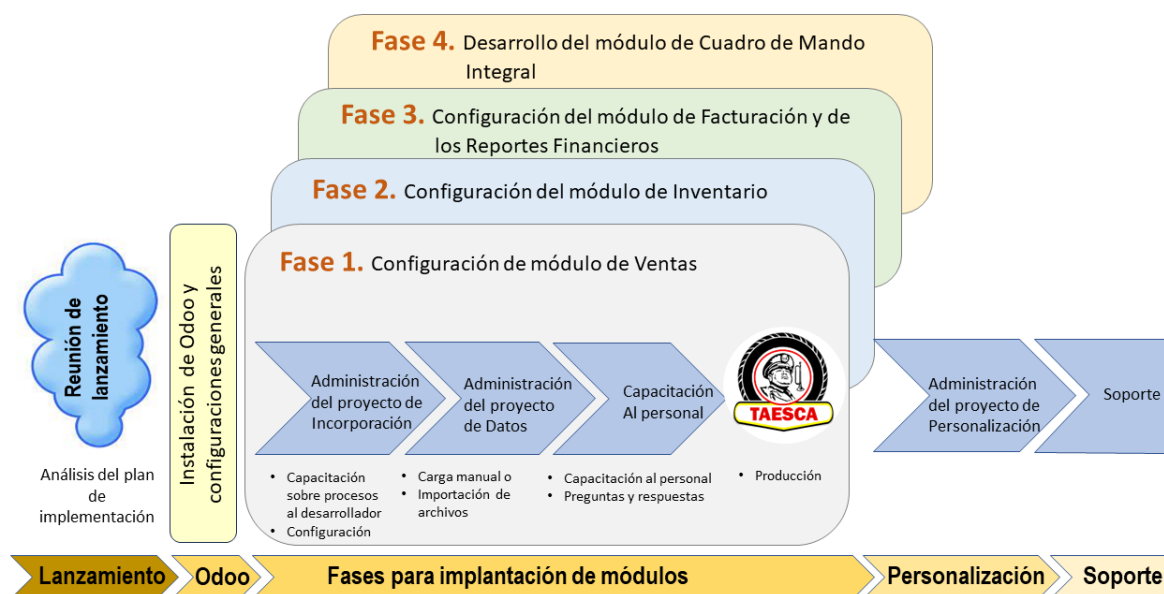 Fase 4. Desarrollo del módulo de Cuadro de Mando
Integral
Fase 3. Configuración del módulo de Facturación y de
los Reportes Financieros
Fase 2. Configuración del módulo de Inventario
Fase 1. Configuración de módulo de Ventas
Reunión de
lanzamiento
Análisis del plan
de
implementación
Instalación de Odoo y
configuraciones generales
Administración
del proyecto de
Incorporación
Administración
del proyecto
de Datos
Capacitación
Al personal
TAESCA
Administración
del proyecto de
Personalización
Soporte
• Capacitación
sobre procesos
al desarrollador
• Configuración
• Carga manual o
• Importación de
archivos
• Capacitación al personal
• Preguntas y respuestas
• Producción
Lanzamiento
Odoo
Fases para implantación de módulos
Personalización
Soporte